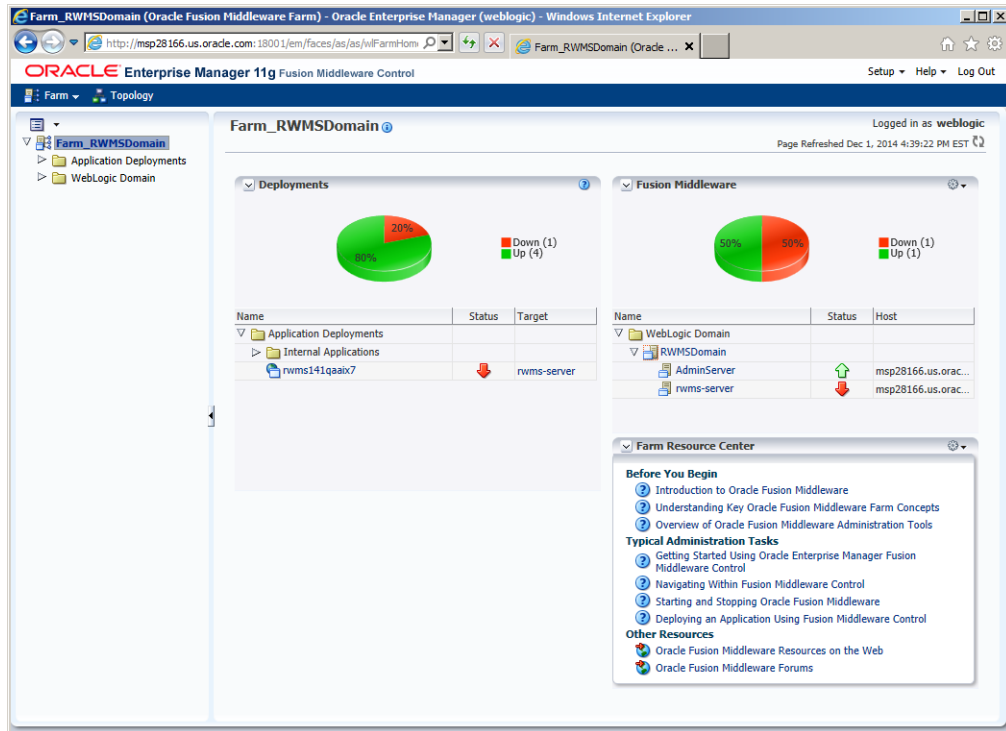 Farm_RWMSDomain (Oracle Fusion Middleware Farm) - Oracle Enterprise Manager (weblogic) - Windows Internet Explorer
http://msp28166.us.oracle.com:18001/em/faces/as/as/wlFarmHome
Farm_RWMSDomain (Oracle ...
ORACLE Enterprise Manager 11g Fusion Middleware Control
Setup Help Log Out
Farm Topology
Farm_RWMSDomain
Application Deployments
WebLogic Domain
Farm_RWMSDomain
Logged in as weblogic
Page Refreshed Dec 1, 2014 4:39:22 PM EST
Deployments
20%
80%
Down (1)
Up (4)
Name Status Target
Application Deployments
Internal Applications
rwms141qaaix7 rwms-server
Fusion Middleware
50% 50%
Down (1)
Up (1)
Name Status Host
WebLogic Domain
RWMSDomain
AdminServer msp28166.us.orac...
rwms-server msp28166.us.orac...
Farm Resource Center
Before You Begin
Introduction to Oracle Fusion Middleware
Understanding Key Oracle Fusion Middleware Farm Concepts
Overview of Oracle Fusion Middleware Administration Tools
Typical Administration Tasks
Getting Started Using Oracle Enterprise Manager Fusion
Middleware Control
Navigating Within Fusion Middleware Control
Starting and Stopping Oracle Fusion Middleware
Deploying an Application Using Fusion Middleware Control
Other Resources
Oracle Fusion Middleware Resources on the Web
Oracle Fusion Middleware Forums